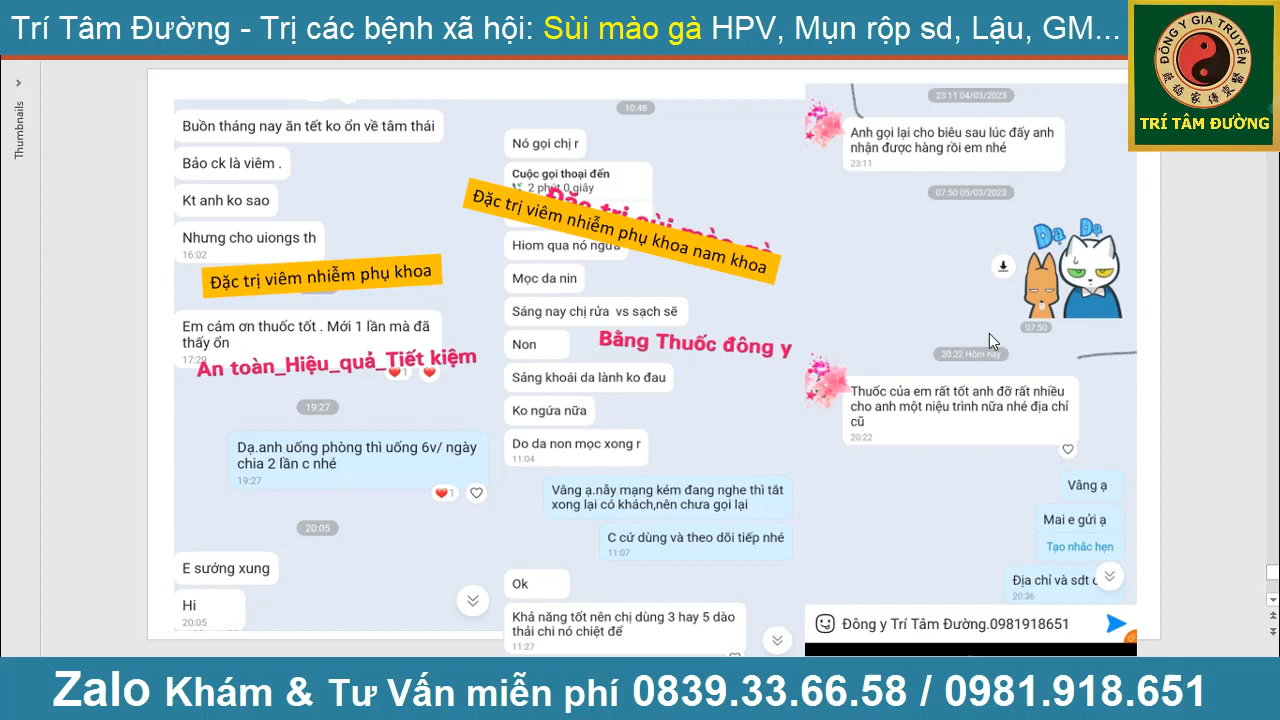 Trí Tâm Đường - Trị các bệnh xã hội: Sùi mào gà HPV, Mụn rộp sd, Lậu, GM...
ĐÔNG Y GIA TRUYỀN
TRÍ TÂM ĐƯỜNG
Thumbnails
Buồn tháng nay ăn tết ko ổn về tâm thái
Báo ck là viêm .
Kt anh ko sao
Nhưng cho uiongs th
16:02
Đặc trị viêm nhiễm phụ khoa
Em cám ơn thuốc tốt . Mới 1 lần mà đã
thấy ổn
17:29
An toàn_Hiệu_quả_Tiết kiệm
1
19:27
Dạ.anh uống phòng thì uống 6v/ ngày
chia 2 lần c nhé
19:27
1
20:05
E sướng xung
Hi
20:05
10:48
Nó gọi chị r
Cuộc gọi thoại đến
2 phút 0 giây
Đặc trị sùi mào gà
Đặc trị viêm nhiễm phụ khoa nam khoa
Hiom qua nó ngứa
Mọc da nin
Sáng nay chị rửa vs sạch sẽ
Non
Bằng Thuốc đông y
Sảng khoái da lành ko đau
Ko ngứa nữa
Do da non mọc xong r
11:04
Vâng ạ.nẫy mạng kém đang nghe thì tắt
xong lại có khách,nên chưa gọi lại
C cứ dùng và theo dõi tiếp nhé
11:07
Ok
Khả năng tốt nên chị dùng 3 hay 5 dào
thải chi nó chiệt để
11:27
23:11 04/03/2023
Anh gọi lại cho biêu sau lúc đấy anh
nhận được hàng rồi em nhé
23:11
07:50 05/03/2023
Dạ Dạ
07:50
20:22 Hôm nay
Thuốc của em rất tốt anh đỡ rất nhiều
cho anh một niệu trình nữa nhé địa chỉ
cũ
20:22
Vâng ạ
Mai e gửi ạ
Tạo nhắc hẹn
Địa chỉ và sdt
20:36
Đông y Trí Tâm Đường.0981918651
Zalo Khám & Tư Vấn miễn phí 0839.33.66.58 / 0981.918.651